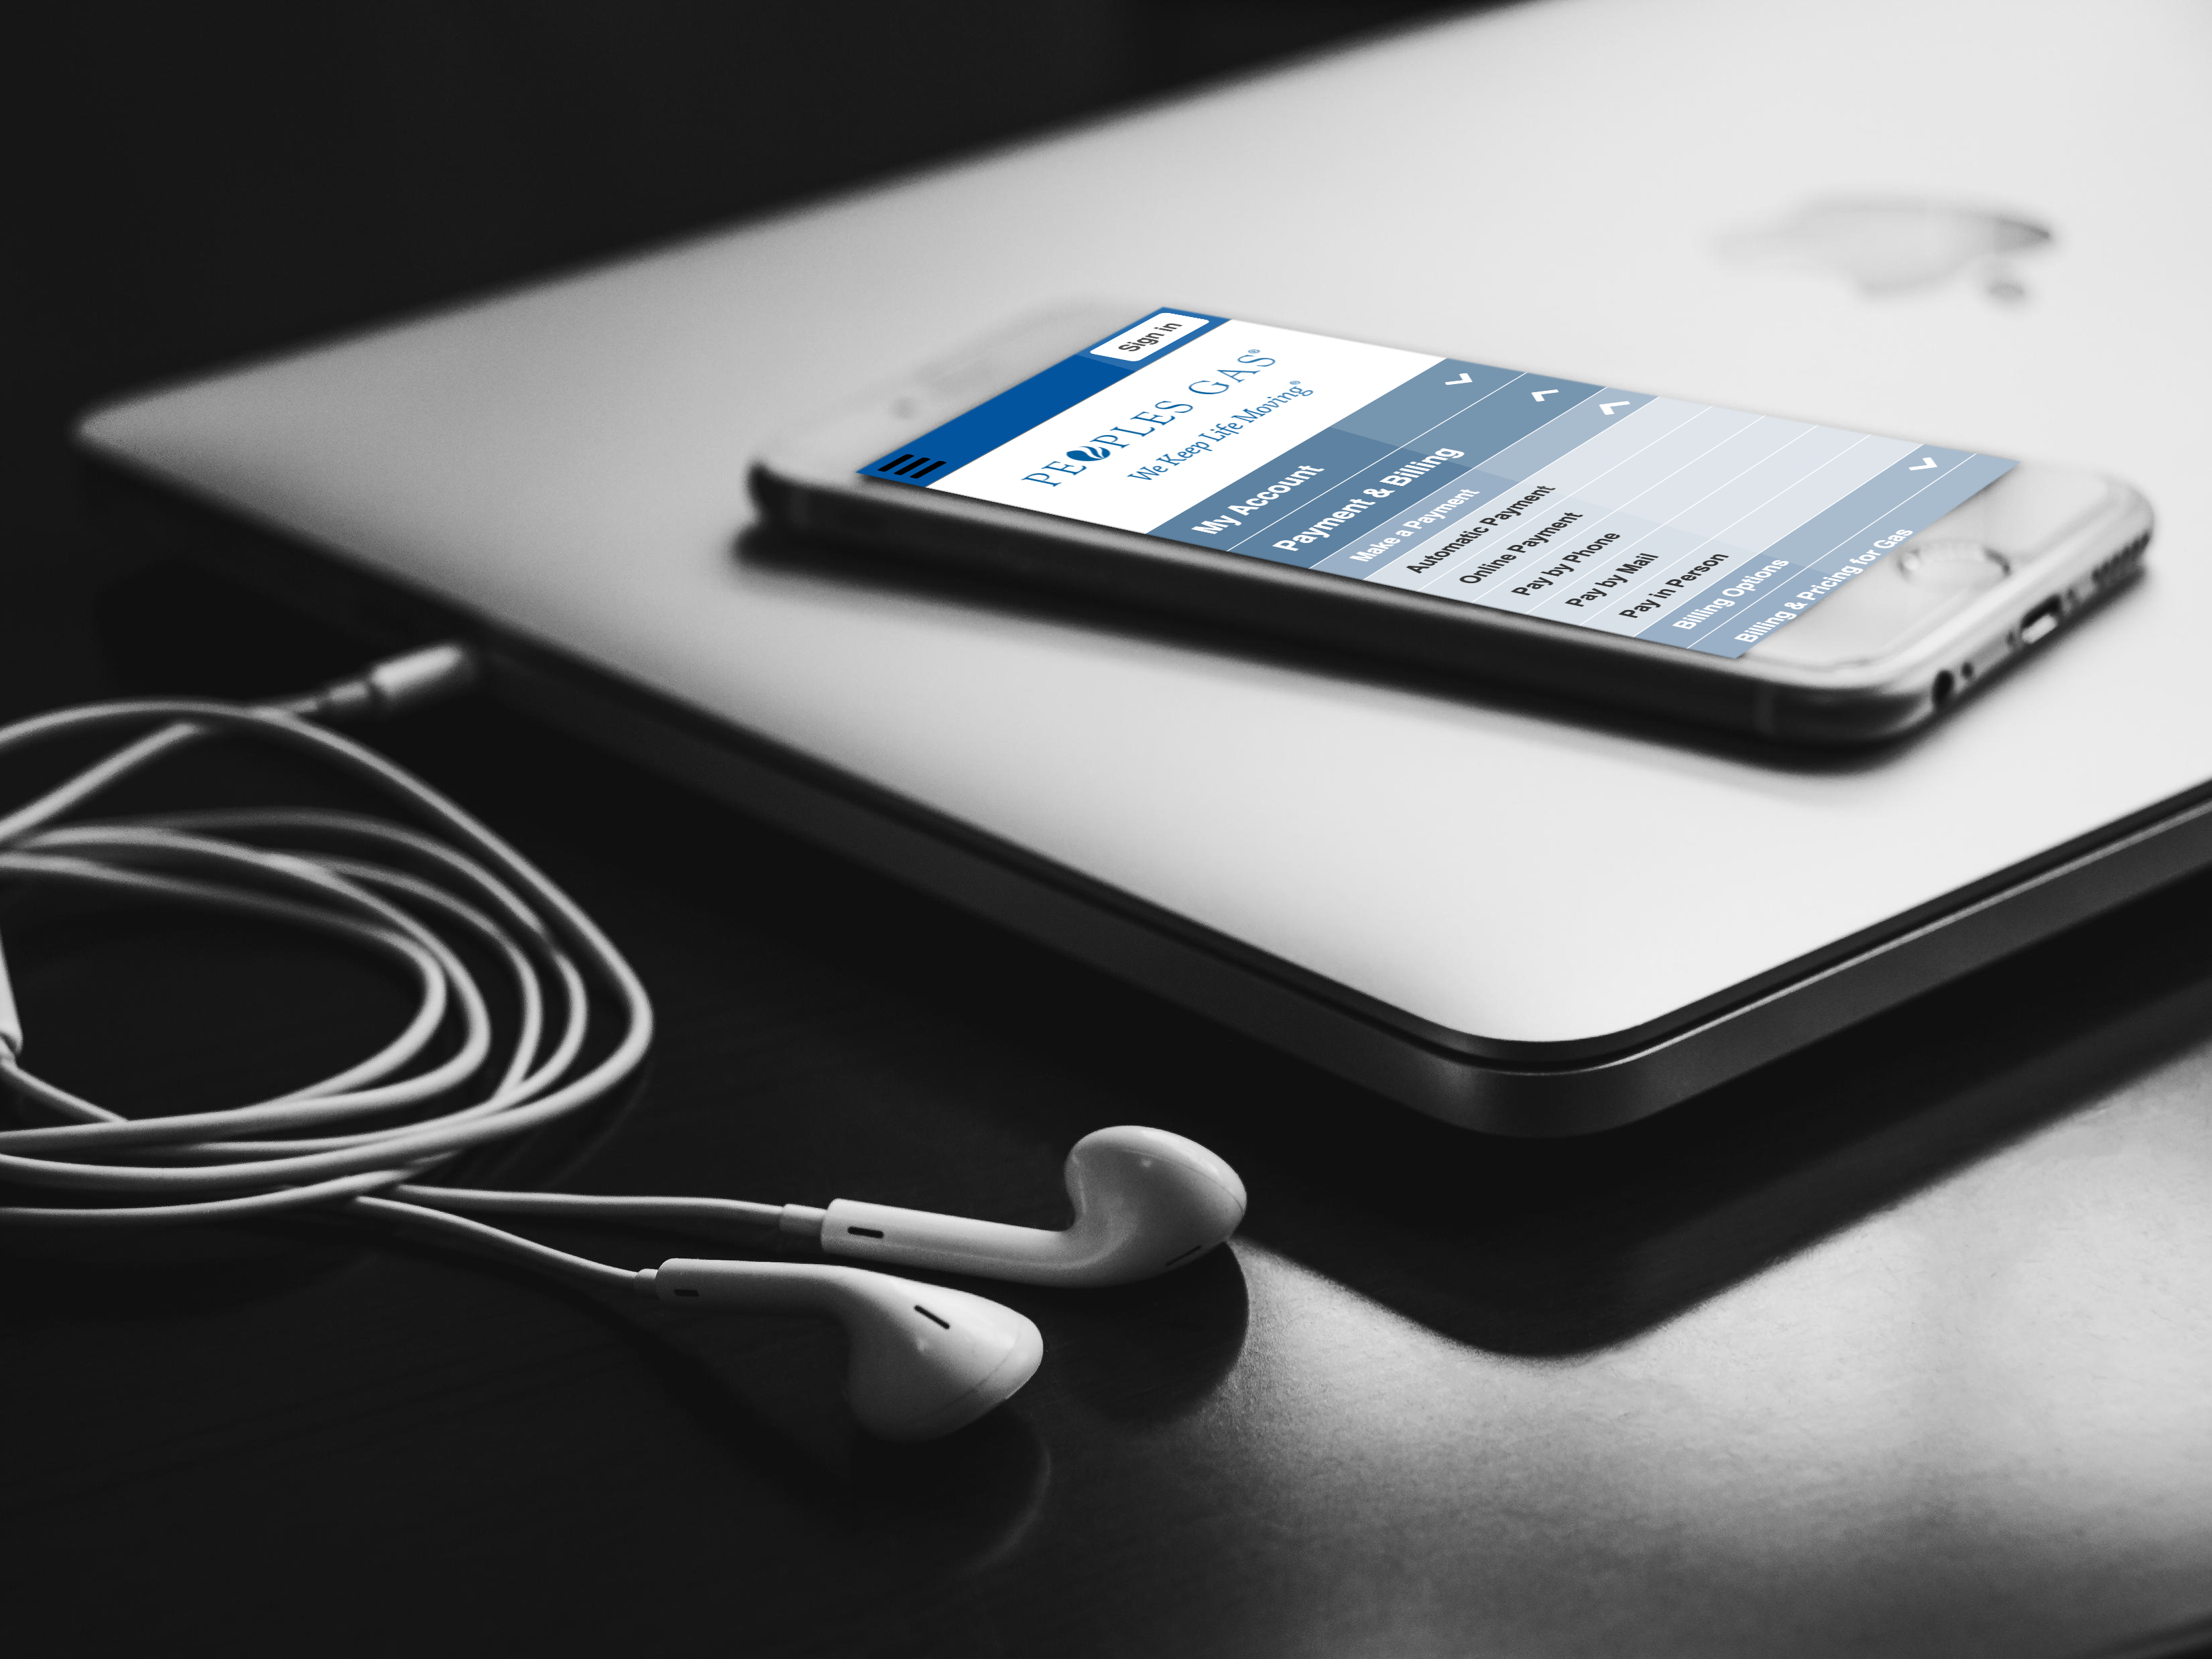 Sign in
PEOPLES GAS®
We Keep Life Moving®
My Account
Payment & Billing
Make a Payment
Automatic Payment
Online Payment
Pay by Phone
Pay by Mail
Pay in Person
Billing Options
Billing & Pricing for Gas